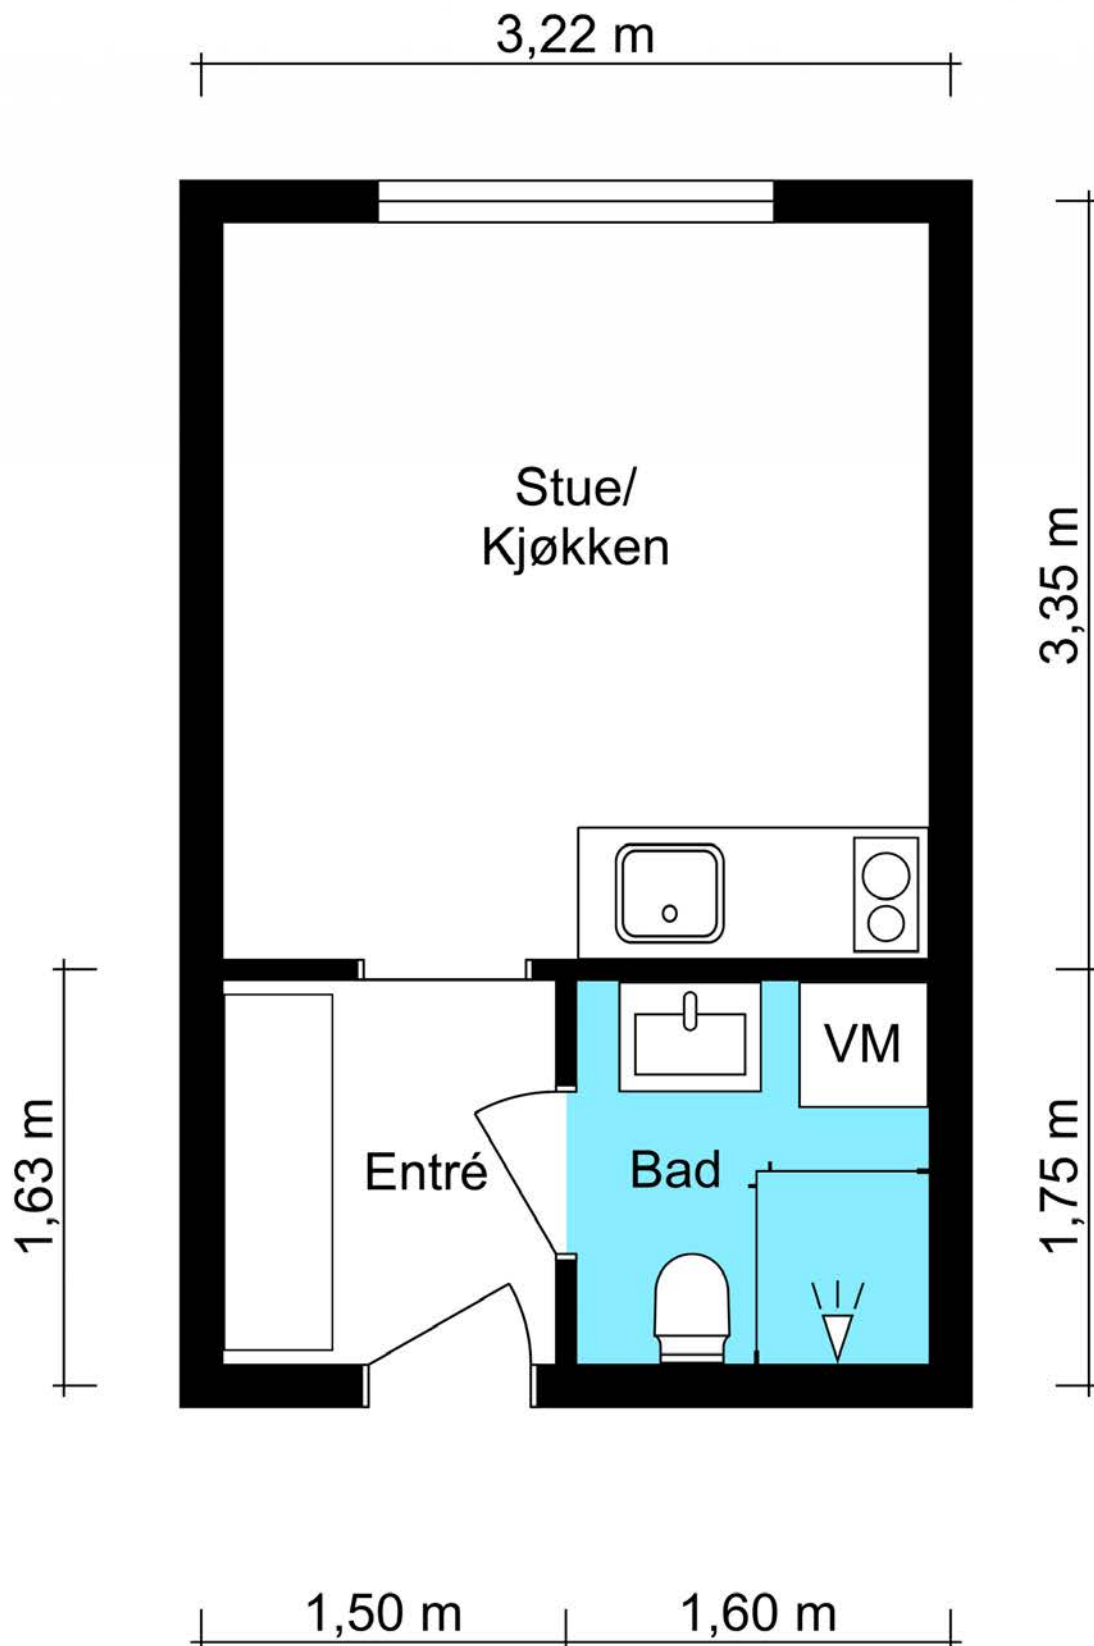 3,22 m
Stue/
Kjøkken
3,35 m
VM
1,63 m
Entré
Bad
1,75 m
1,50 m
1,60 m